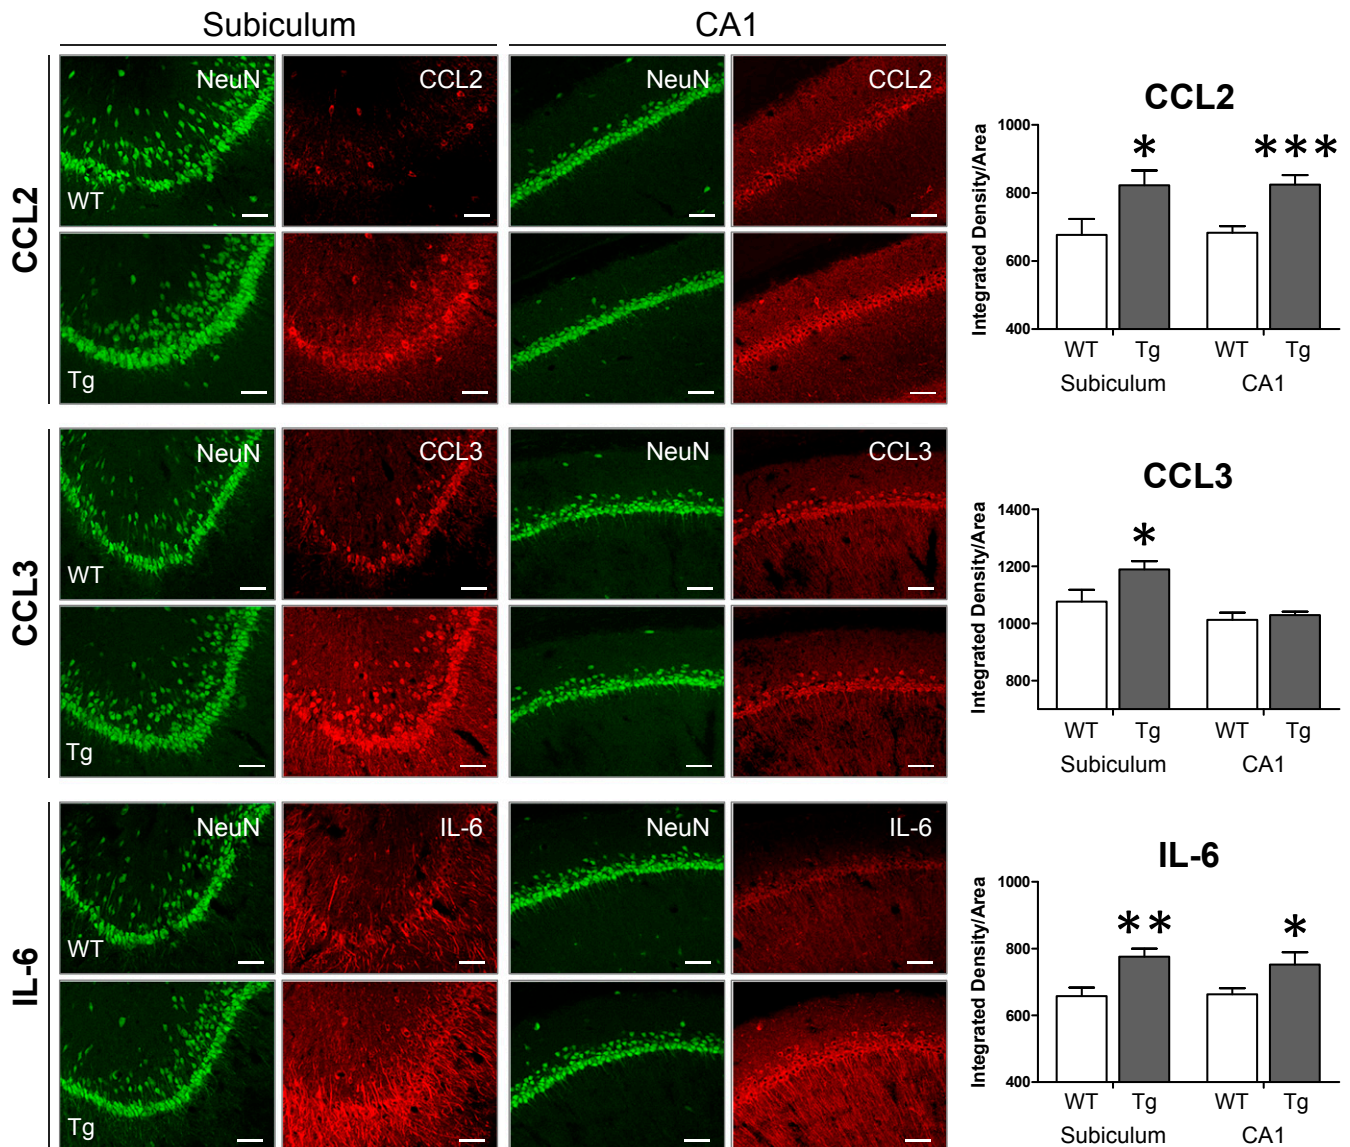 Subiculum CA1
CCL2
NeuN CCL2 NeuN CCL2
WT
Tg
CCL2
Integrated Density/Area
1000
800
600
400
* ***
WT Tg WT Tg
Subiculum CA1
CCL3
NeuN CCL3 NeuN CCL3
WT
Tg
CCL3
Integrated Density/Area
1400
1200
1000
800
*
WT Tg WT Tg
Subiculum CA1
IL-6
NeuN IL-6 NeuN IL-6
WT
Tg
IL-6
Integrated Density/Area
1000
800
600
400
** *
WT Tg WT Tg
Subiculum CA1